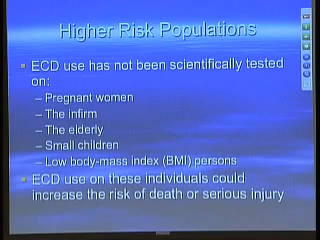 Higher Risk Populations
ECD use has not been scientifically tested
on:
– Pregnant women
– The infirm
– The elderly
– Small children
– Low body-mass index (BMI) persons
ECD use on these individuals could
increase the risk of death or serious injury